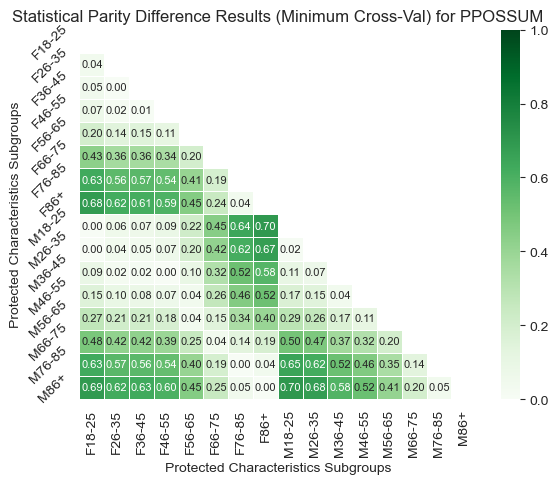 Statistical Parity Difference Results (Minimum Cross-Val) for PPOSSUM
Protected Characteristics Subgroups
F18-25
F26-35 0.04
F36-45 0.05 0.00
F46-55 0.07 0.02 0.01
F56-65 0.20 0.14 0.15 0.11
F66-75 0.43 0.36 0.36 0.34 0.20
F76-85 0.63 0.56 0.57 0.54 0.41 0.19
F86+ 0.68 0.62 0.61 0.59 0.45 0.24 0.04
M18-25 0.00 0.06 0.07 0.09 0.22 0.45 0.64 0.70
M26-35 0.00 0.04 0.05 0.07 0.20 0.42 0.62 0.67 0.02
M36-45 0.09 0.02 0.02 0.00 0.10 0.32 0.52 0.58 0.11 0.07
M46-55 0.15 0.10 0.08 0.07 0.04 0.26 0.46 0.52 0.17 0.15 0.04
M56-65 0.27 0.21 0.21 0.18 0.04 0.15 0.34 0.40 0.29 0.26 0.17 0.11
M66-75 0.48 0.42 0.42 0.39 0.25 0.04 0.14 0.19 0.50 0.47 0.37 0.32 0.20
M76-85 0.63 0.57 0.56 0.54 0.40 0.19 0.00 0.04 0.65 0.62 0.52 0.46 0.35 0.14
M86+ 0.69 0.62 0.63 0.60 0.45 0.25 0.05 0.00 0.70 0.68 0.58 0.52 0.41 0.20 0.05
F18-25 F26-35 F36-45 F46-55 F56-65 F66-75 F76-85 F86+ M18-25 M26-35 M36-45 M46-55 M56-65 M66-75 M76-85 M86+
Protected Characteristics Subgroups
1.0
0.8
0.6
0.4
0.2
0.0